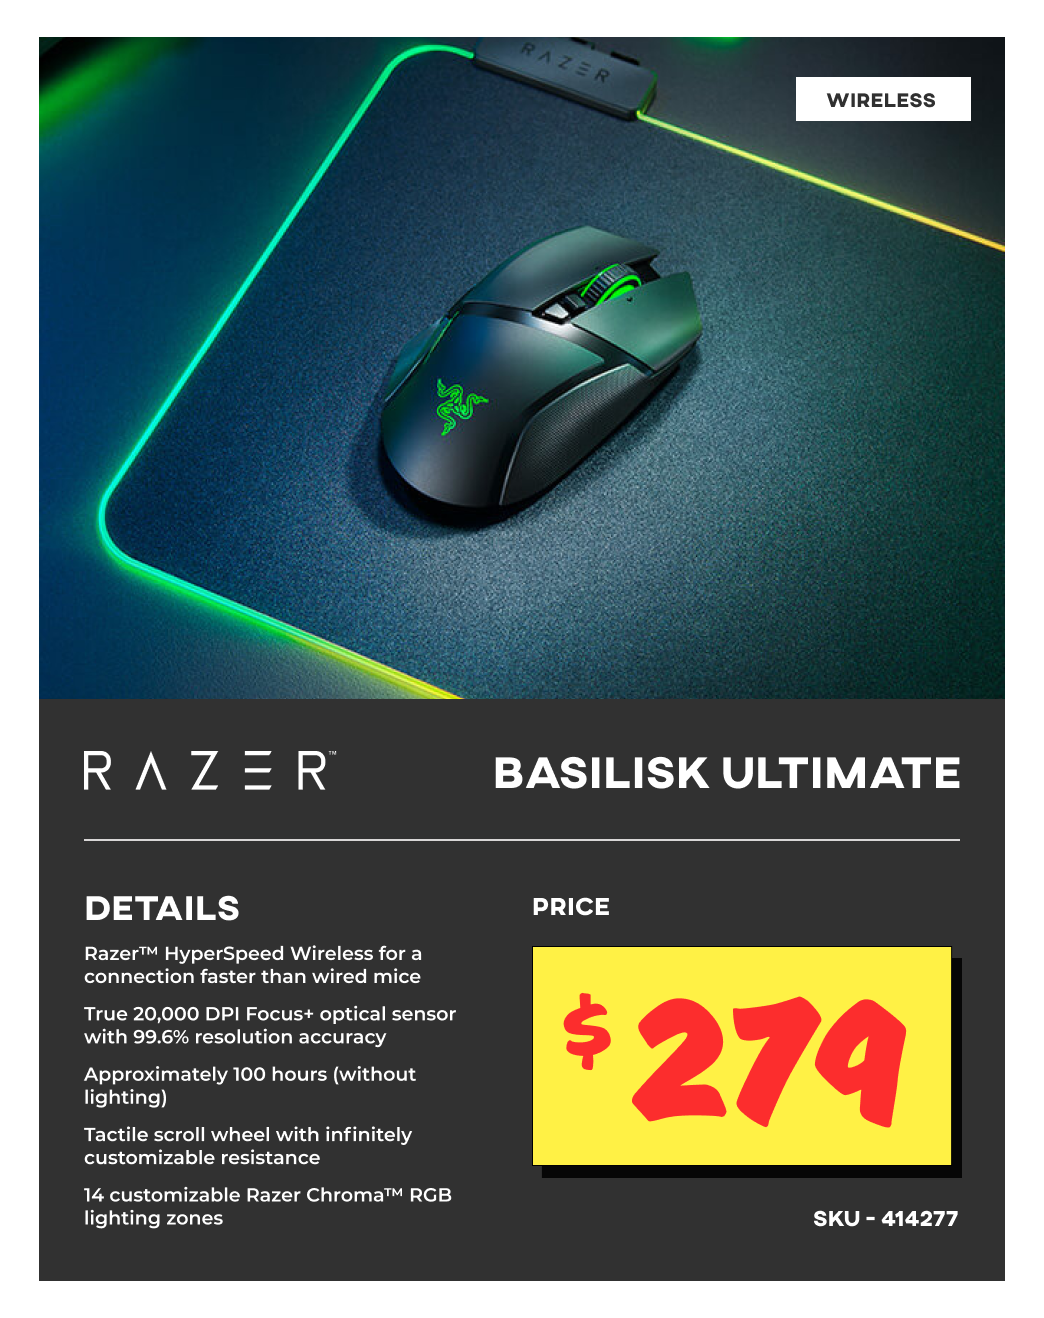 RAZER
WIRELESS
RAZER™
BASILISK ULTIMATE
DETAILS
Razer™ HyperSpeed Wireless for a
connection faster than wired mice
True 20,000 DPI Focus+ optical sensor
with 99.6% resolution accuracy
Approximately 100 hours (without
lighting)
Tactile scroll wheel with infinitely
customizable resistance
14 customizable Razer Chroma™ RGB
lighting zones
PRICE
$279
SKU - 414277